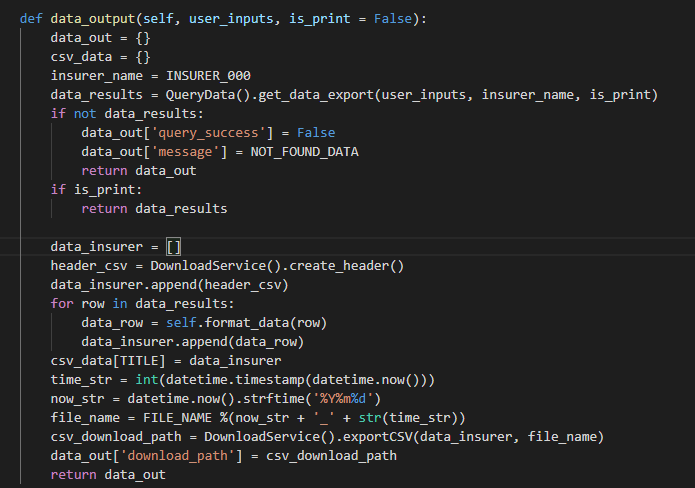 def data_output(self, user_inputs, is_print = False):
    data_out = {}
    csv_data = {}
    insurer_name = INSURER_000
    data_results = QueryData().get_data_export(user_inputs, insurer_name, is_print)
    if not data_results:
        data_out['query_success'] = False
        data_out['message'] = NOT_FOUND_DATA
        return data_out
    if is_print:
        return data_results

    data_insurer = []
    header_csv = DownloadService().create_header()
    data_insurer.append(header_csv)
    for row in data_results:
        data_row = self.format_data(row)
        data_insurer.append(data_row)
    csv_data[TITLE] = data_insurer
    time_str = int(datetime.timestamp(datetime.now()))
    now_str = datetime.now().strftime('%Y%m%d')
    file_name = FILE_NAME %(now_str + '_' + str(time_str))
    csv_download_path = DownloadService().exportCSV(data_insurer, file_name)
    data_out['download_path'] = csv_download_path
    return data_out